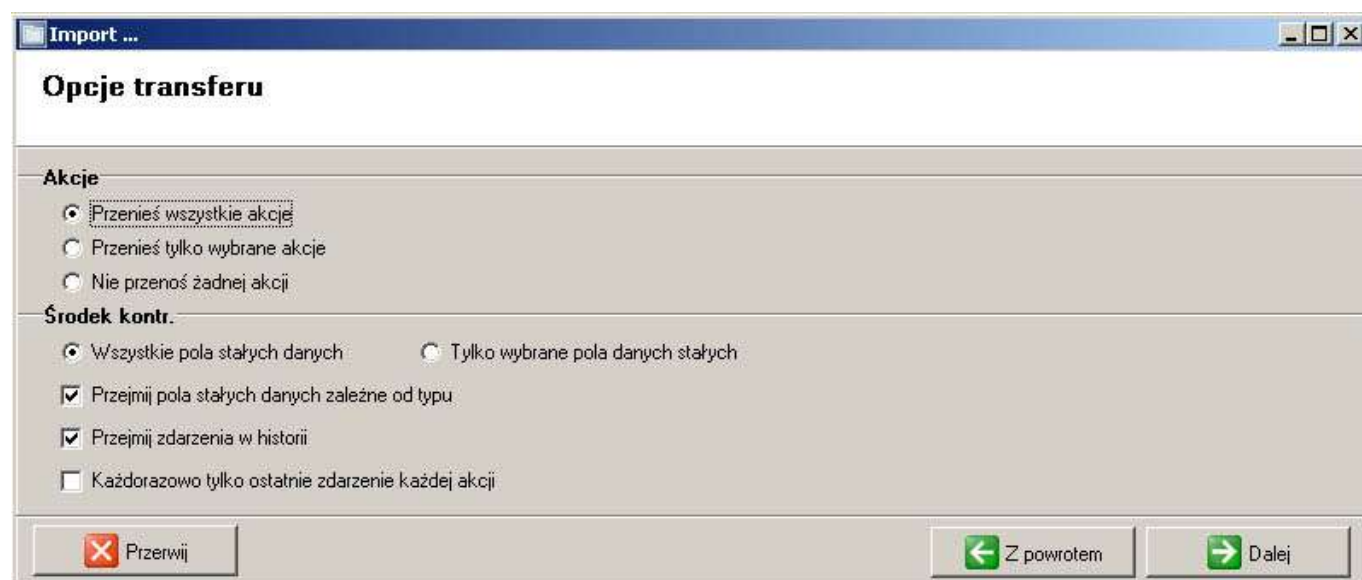 Import ...
Opcje transferu
Akcje
Przenieś wszystkie akcje
Przenieś tylko wybrane akcje
Nie przenoś żadnej akcji
Środek kontr.
Wszystkie pola stałych danych Tylko wybrane pola danych stałych
Przejmij pola stałych danych zależne od typu
Przejmij zdarzenia w historii
Każdorazowo tylko ostatnie zdarzenie każdej akcji
Przerwij Z powrotem Dalej